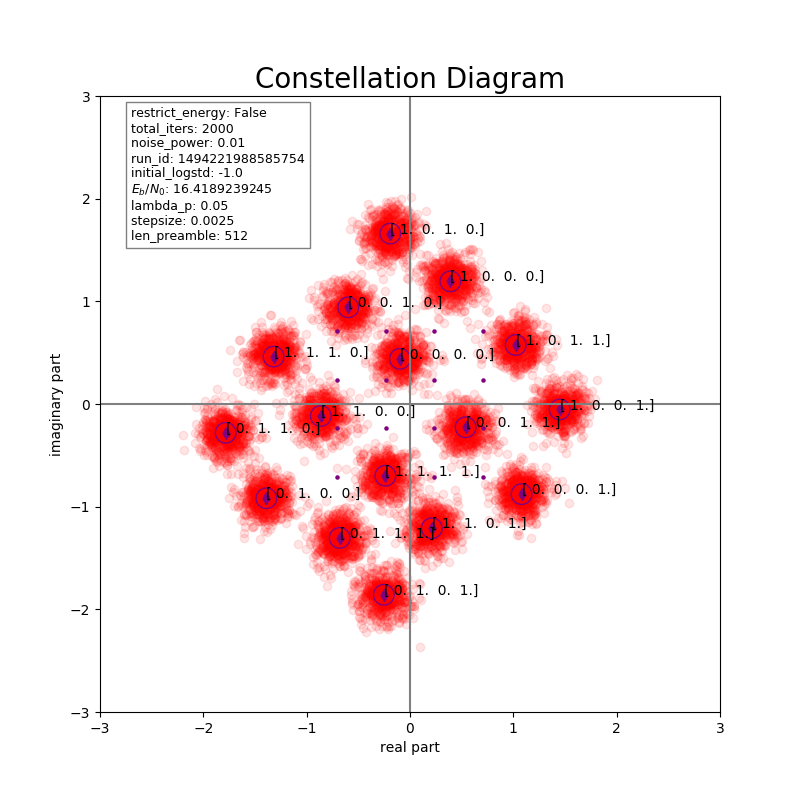 Constellation Diagram
restrict_energy: False
total_iters: 2000
noise_power: 0.01
run_id: 1494221988585754
initial_logstd: -1.0
E_b/N_0: 16.4189239245
lambda_p: 0.05
stepsize: 0.0025
len_preamble: 512
[ 1. 0. 1. 0.]
[ 1. 0. 0. 0.]
[ 0. 0. 1. 0.]
[ 1. 0. 1. 1.]
[ 1. 1. 1. 0.]
[ 0. 0. 0. 0.]
[ 1. 0. 0. 1.]
[ 1. 1. 0. 0.]
[ 0. 0. 1. 1.]
[ 0. 1. 1. 0.]
[ 1. 1. 1. 1.]
[ 0. 0. 0. 1.]
[ 0. 1. 0. 0.]
[ 1. 1. 0. 1.]
[ 0. 1. 1. 1.]
[ 0. 1. 0. 1.]
3
2
1
0
−1
−2
−3
imaginary part
−3 −2 −1 0 1 2 3
real part